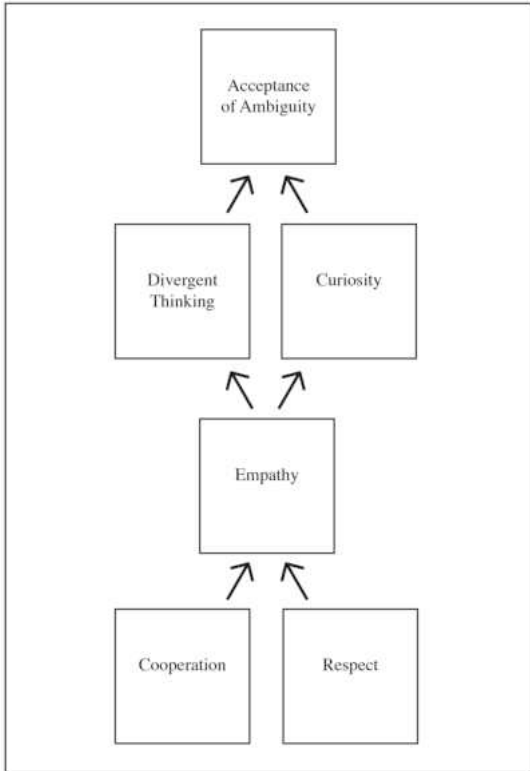 Acceptance
of Ambiguity
Divergent
Thinking
Curiosity
Empathy
Cooperation
Respect